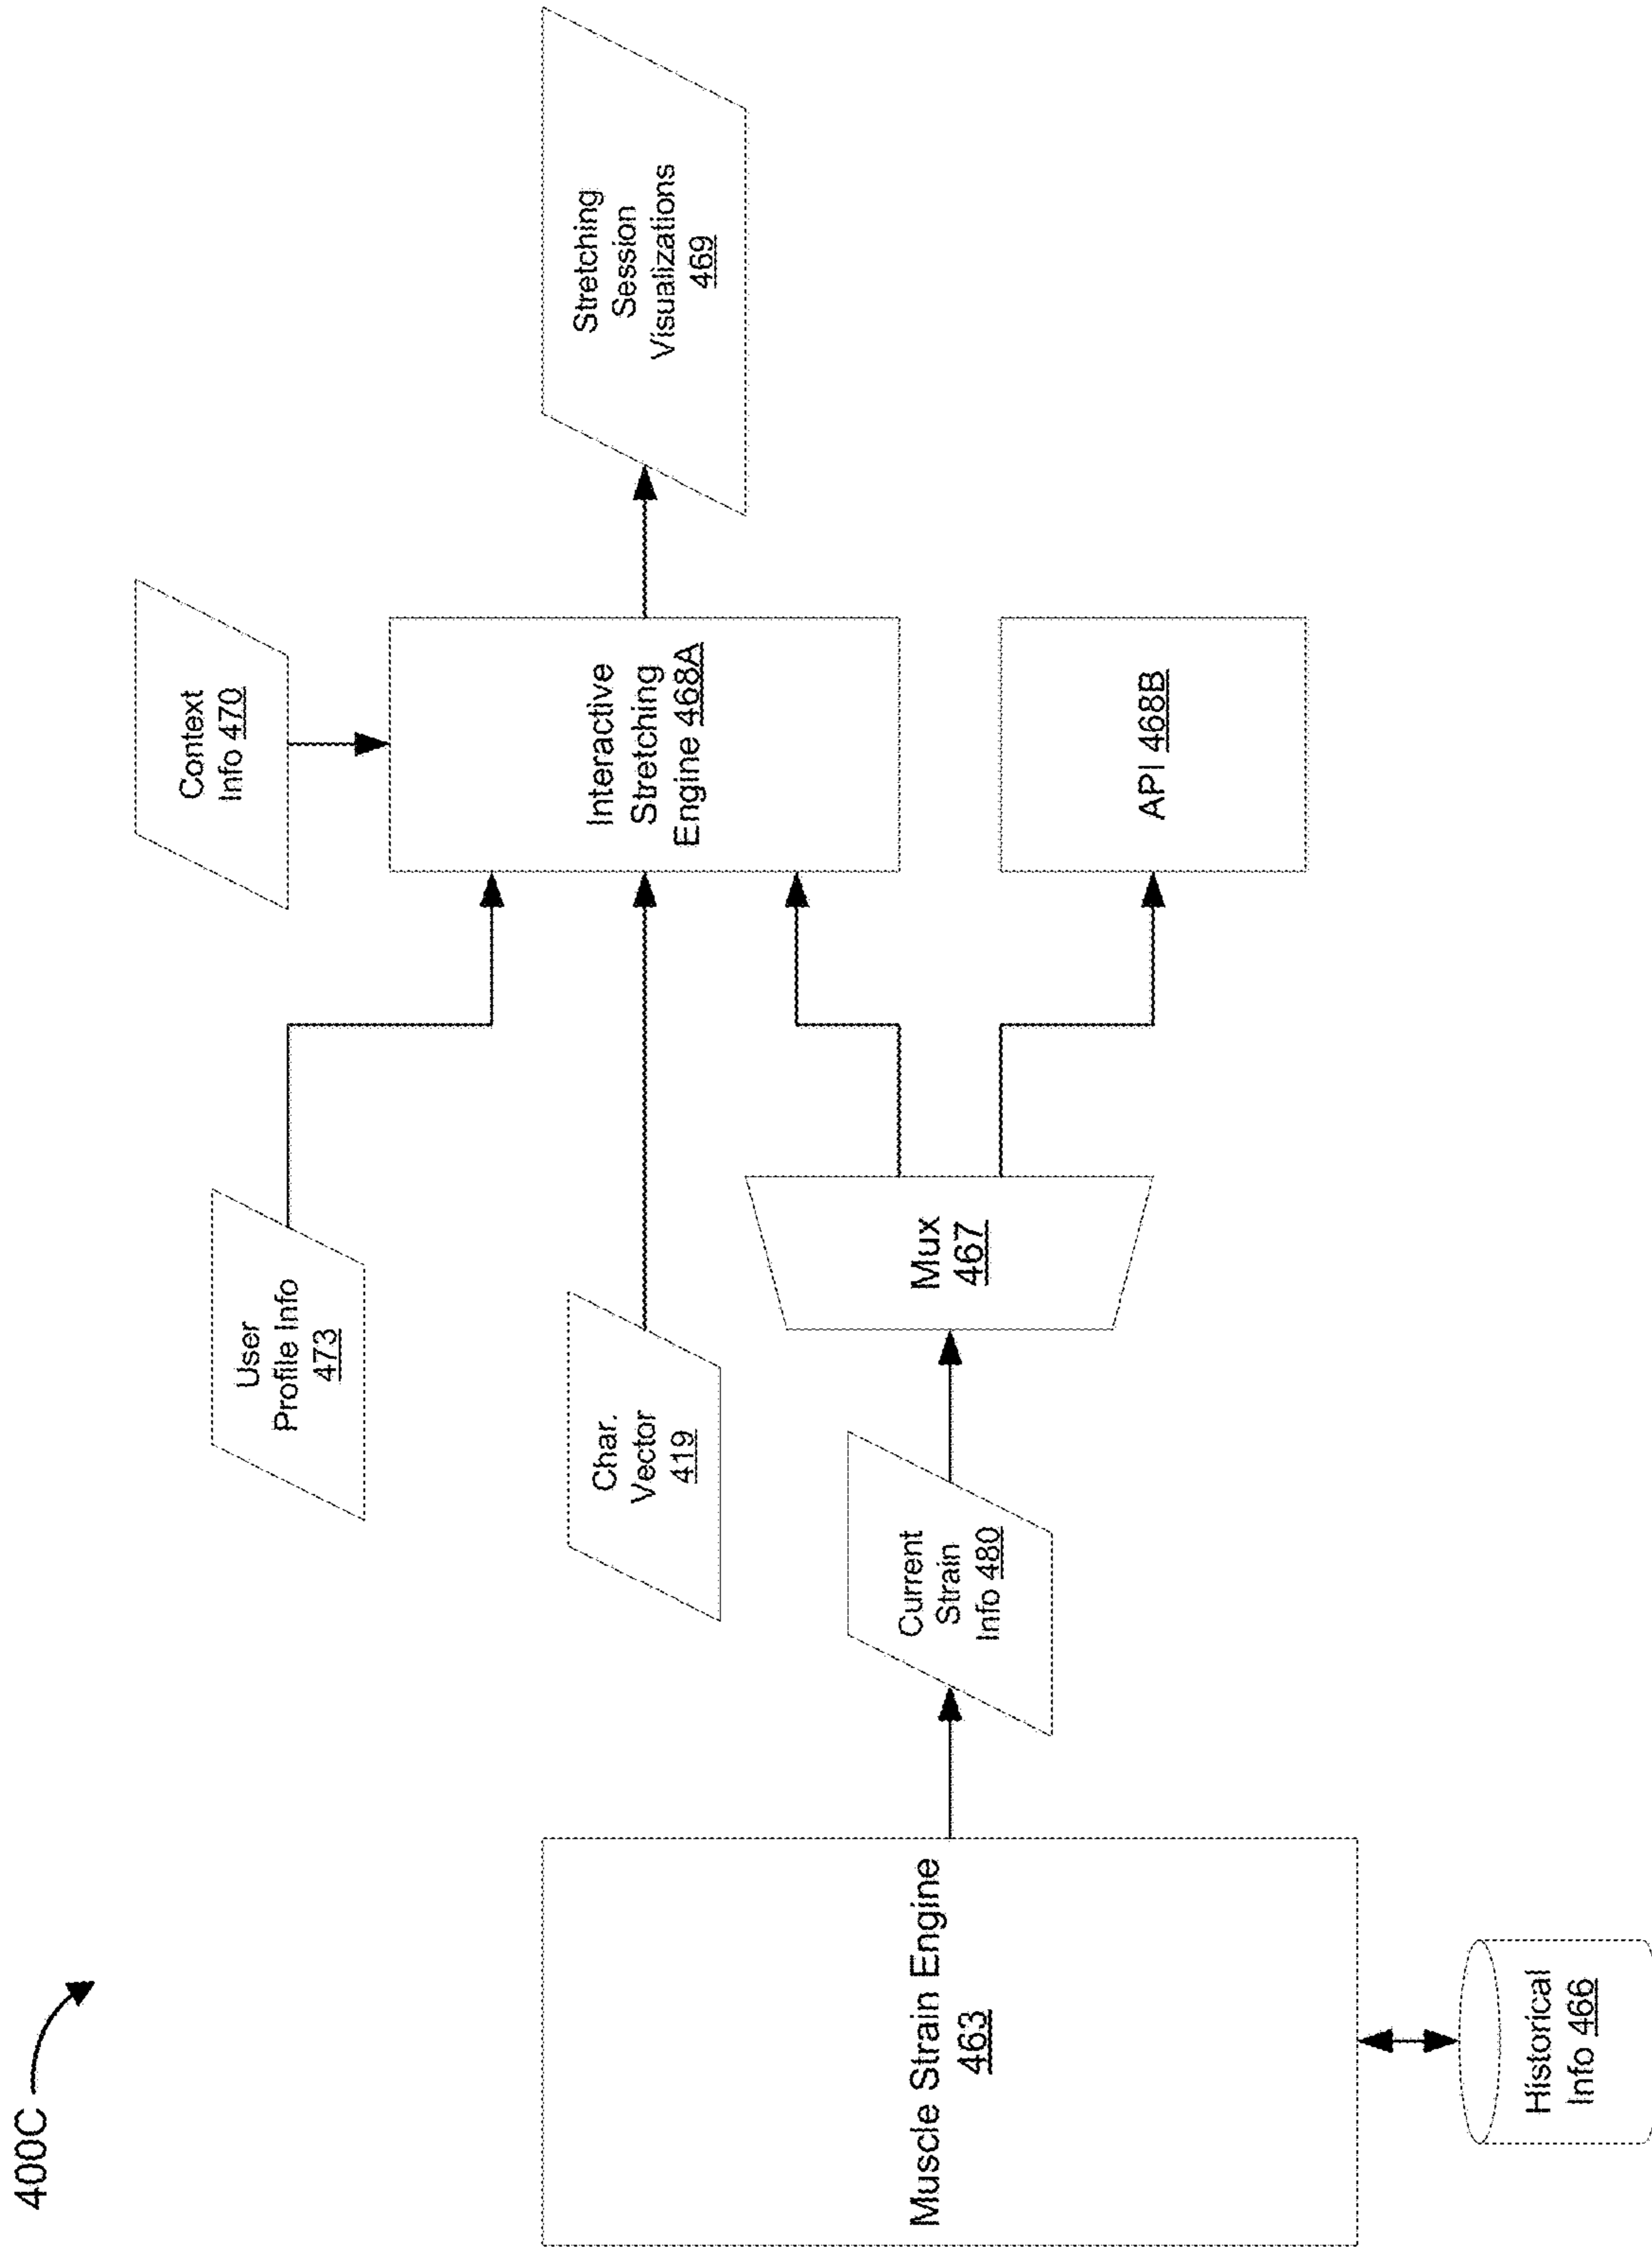 400C
Context
Info 470
User
Profile Info
473
Char.
Vector
419
Interactive
Stretching
Engine 468A
Stretching
Session
Visualizations
469
Muscle Strain Engine
463
Current
Strain
Info 480
Mux
467
API 468B
Historical
Info 466